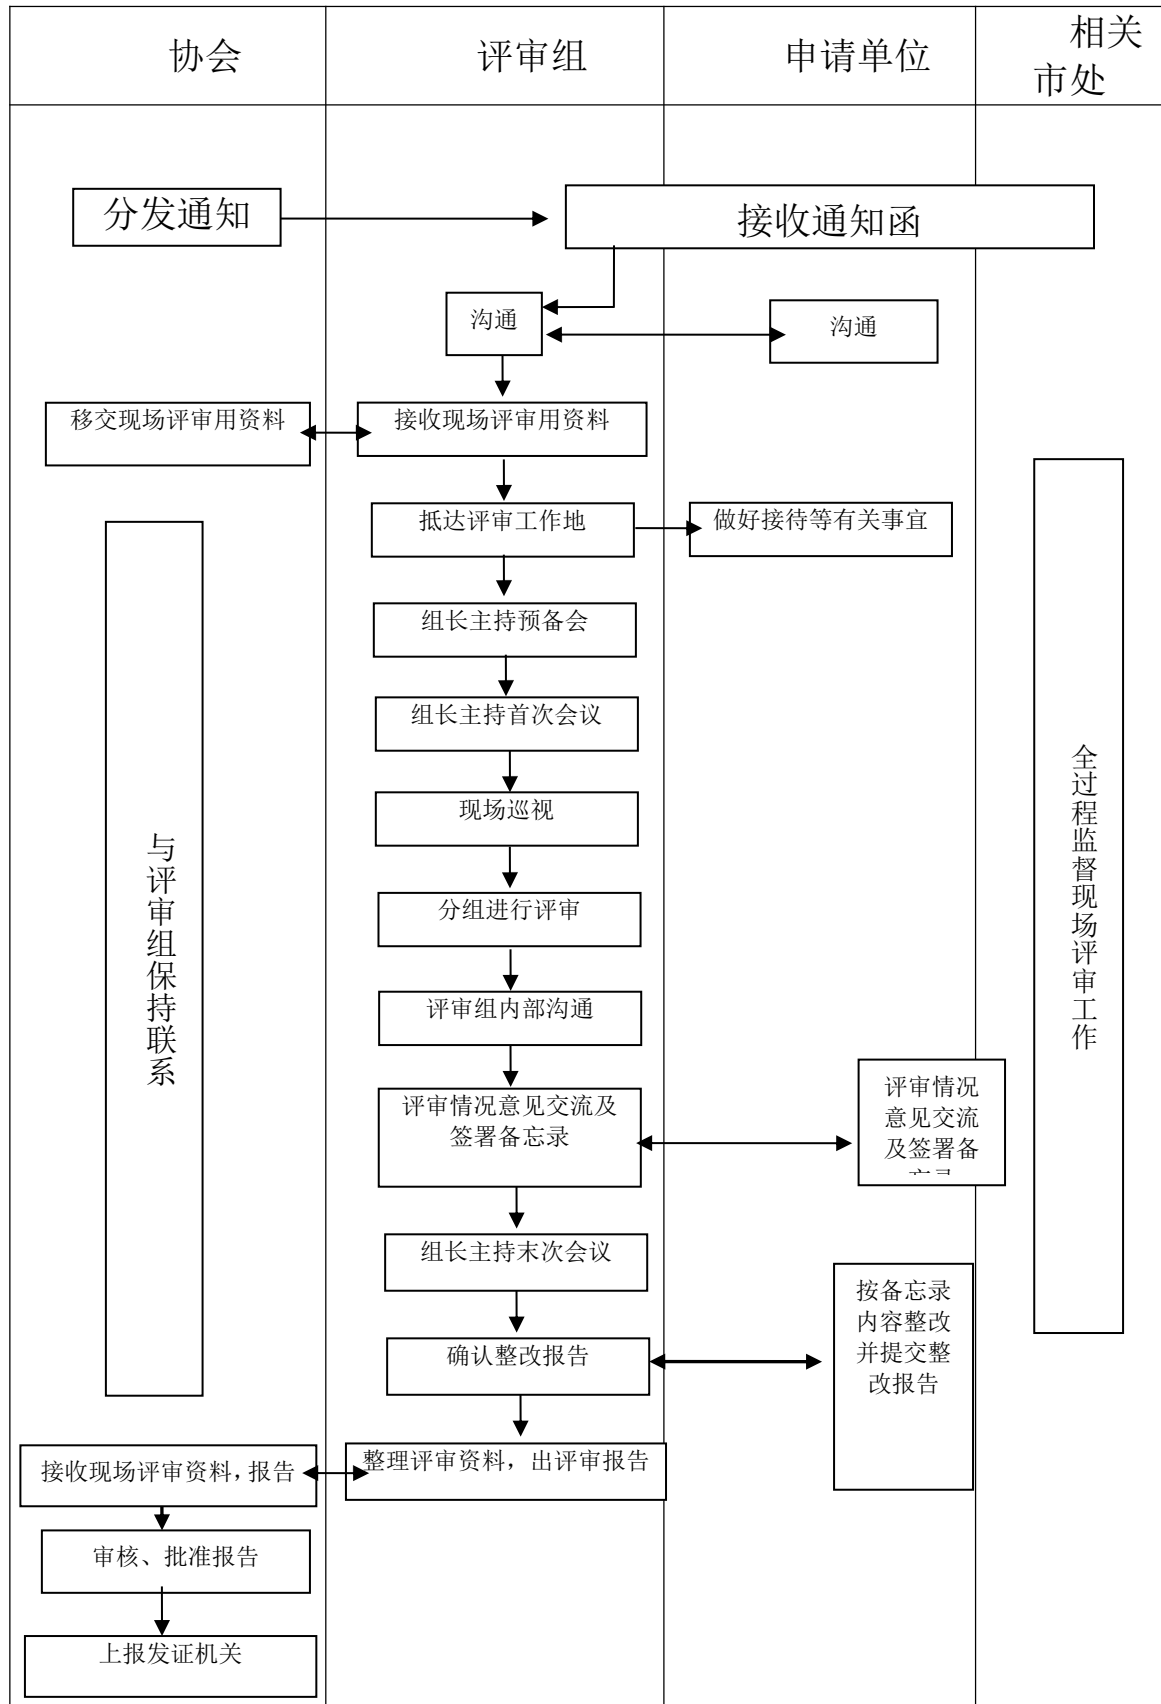 协会
评审组
申请单位
相关
市处
分发通知
接收通知函
沟通
沟通
移交现场评审用资料
接收现场评审用资料
抵达评审工作地
做好接待等有关事宜
组长主持预备会
组长主持首次会议
现场巡视
分组进行评审
评审组内部沟通
与评审组保持联系
全过程监督现场评审工作
评审情况意见交流及
签署备忘录
评审情况
意见交流
及签署备
忘录
组长主持末次会议
确认整改报告
按备忘录
内容整改
并提交整
改报告
接收现场评审资料，报告
整理评审资料，出评审报告
审核、批准报告
上报发证机关